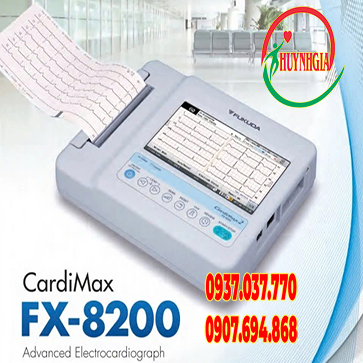 HUYNHGIA
FUKUDA
CardiMax
FX-8200
Advanced Electrocardiograph
0937.037.770
0907.694.868